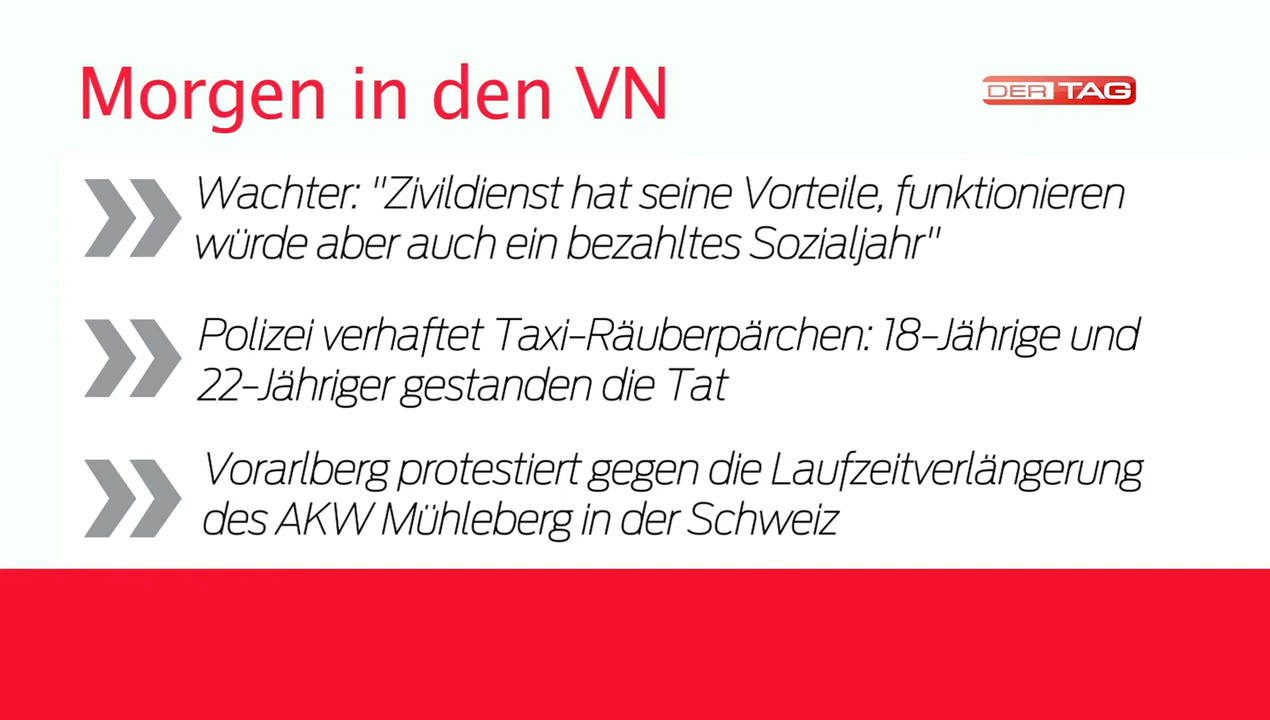 Morgen in den VN
DER TAG
Wachter: "Zivildienst hat seine Vorteile, funktionieren
würde aber auch ein bezahltes Sozialjahr"
Polizei verhaftet Taxi-Räuberpärchen: 18-Jährige und
22-Jähriger gestanden die Tat
Vorarlberg protestiert gegen die Laufzeitverlängerung
des AKW Mühleberg in der Schweiz